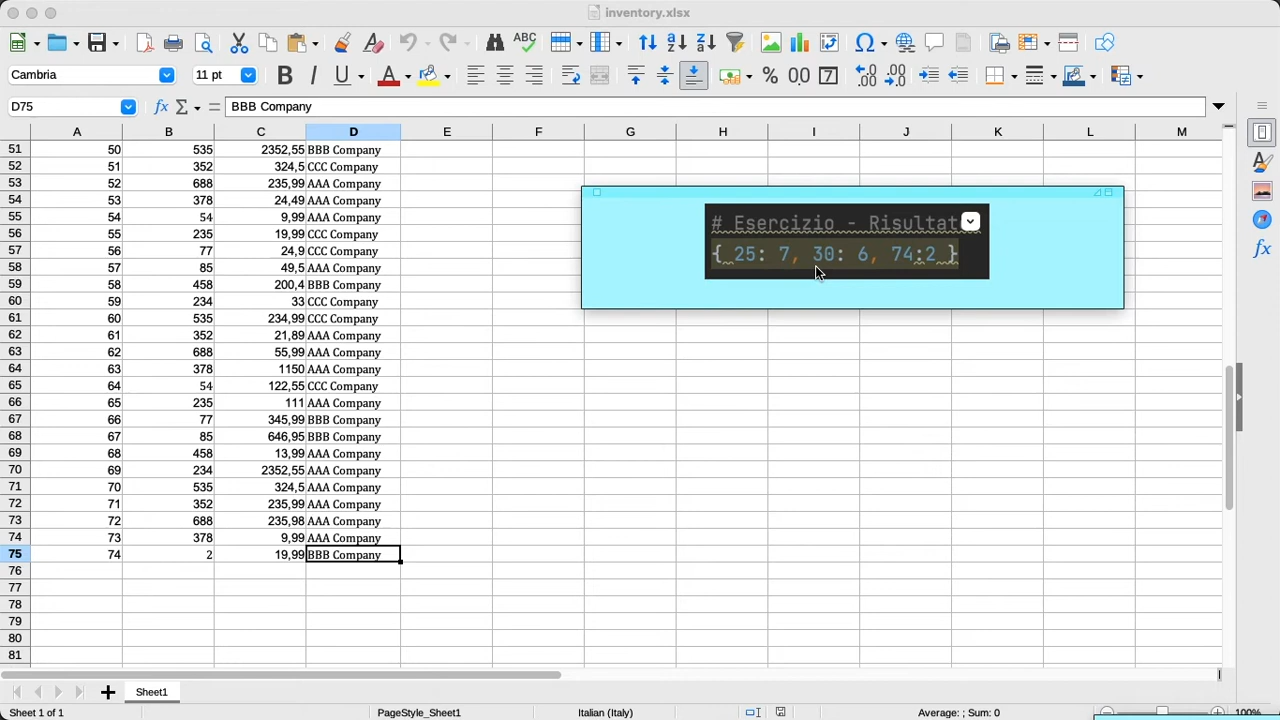 inventory.xlsx
Cambria 11 pt
D75 BBB Company
A B C D E F G H I J K L M
51 50 535 2352,55 BBB Company
52 51 352 324,5 CCC Company
53 52 688 235,99 AAA Company
54 53 378 24,49 AAA Company
55 54 54 9,99 AAA Company
56 55 235 19,99 CCC Company
57 56 77 24,9 CCC Company
58 57 85 49,5 AAA Company
59 58 458 200,4 BBB Company
60 59 234 33 CCC Company
61 60 535 234,99 CCC Company
62 61 352 21,89 AAA Company
63 62 688 55,99 AAA Company
64 63 378 1150 AAA Company
65 64 54 122,55 CCC Company
66 65 235 111 AAA Company
67 66 77 345,99 BBB Company
68 67 85 646,95 BBB Company
69 68 458 13,99 AAA Company
70 69 234 2352,55 AAA Company
71 70 535 324,5 AAA Company
72 71 352 235,99 AAA Company
73 72 688 235,98 AAA Company
74 73 378 9,99 AAA Company
75 74 2 19,99 BBB Company
76
77
78
79
80
81
# Esercizio - Risultat
{ 25: 7, 30: 6, 74:2 }
Sheet1
Sheet 1 of 1 PageStyle_Sheet1 Italian (Italy) Average: ; Sum: 0 100%